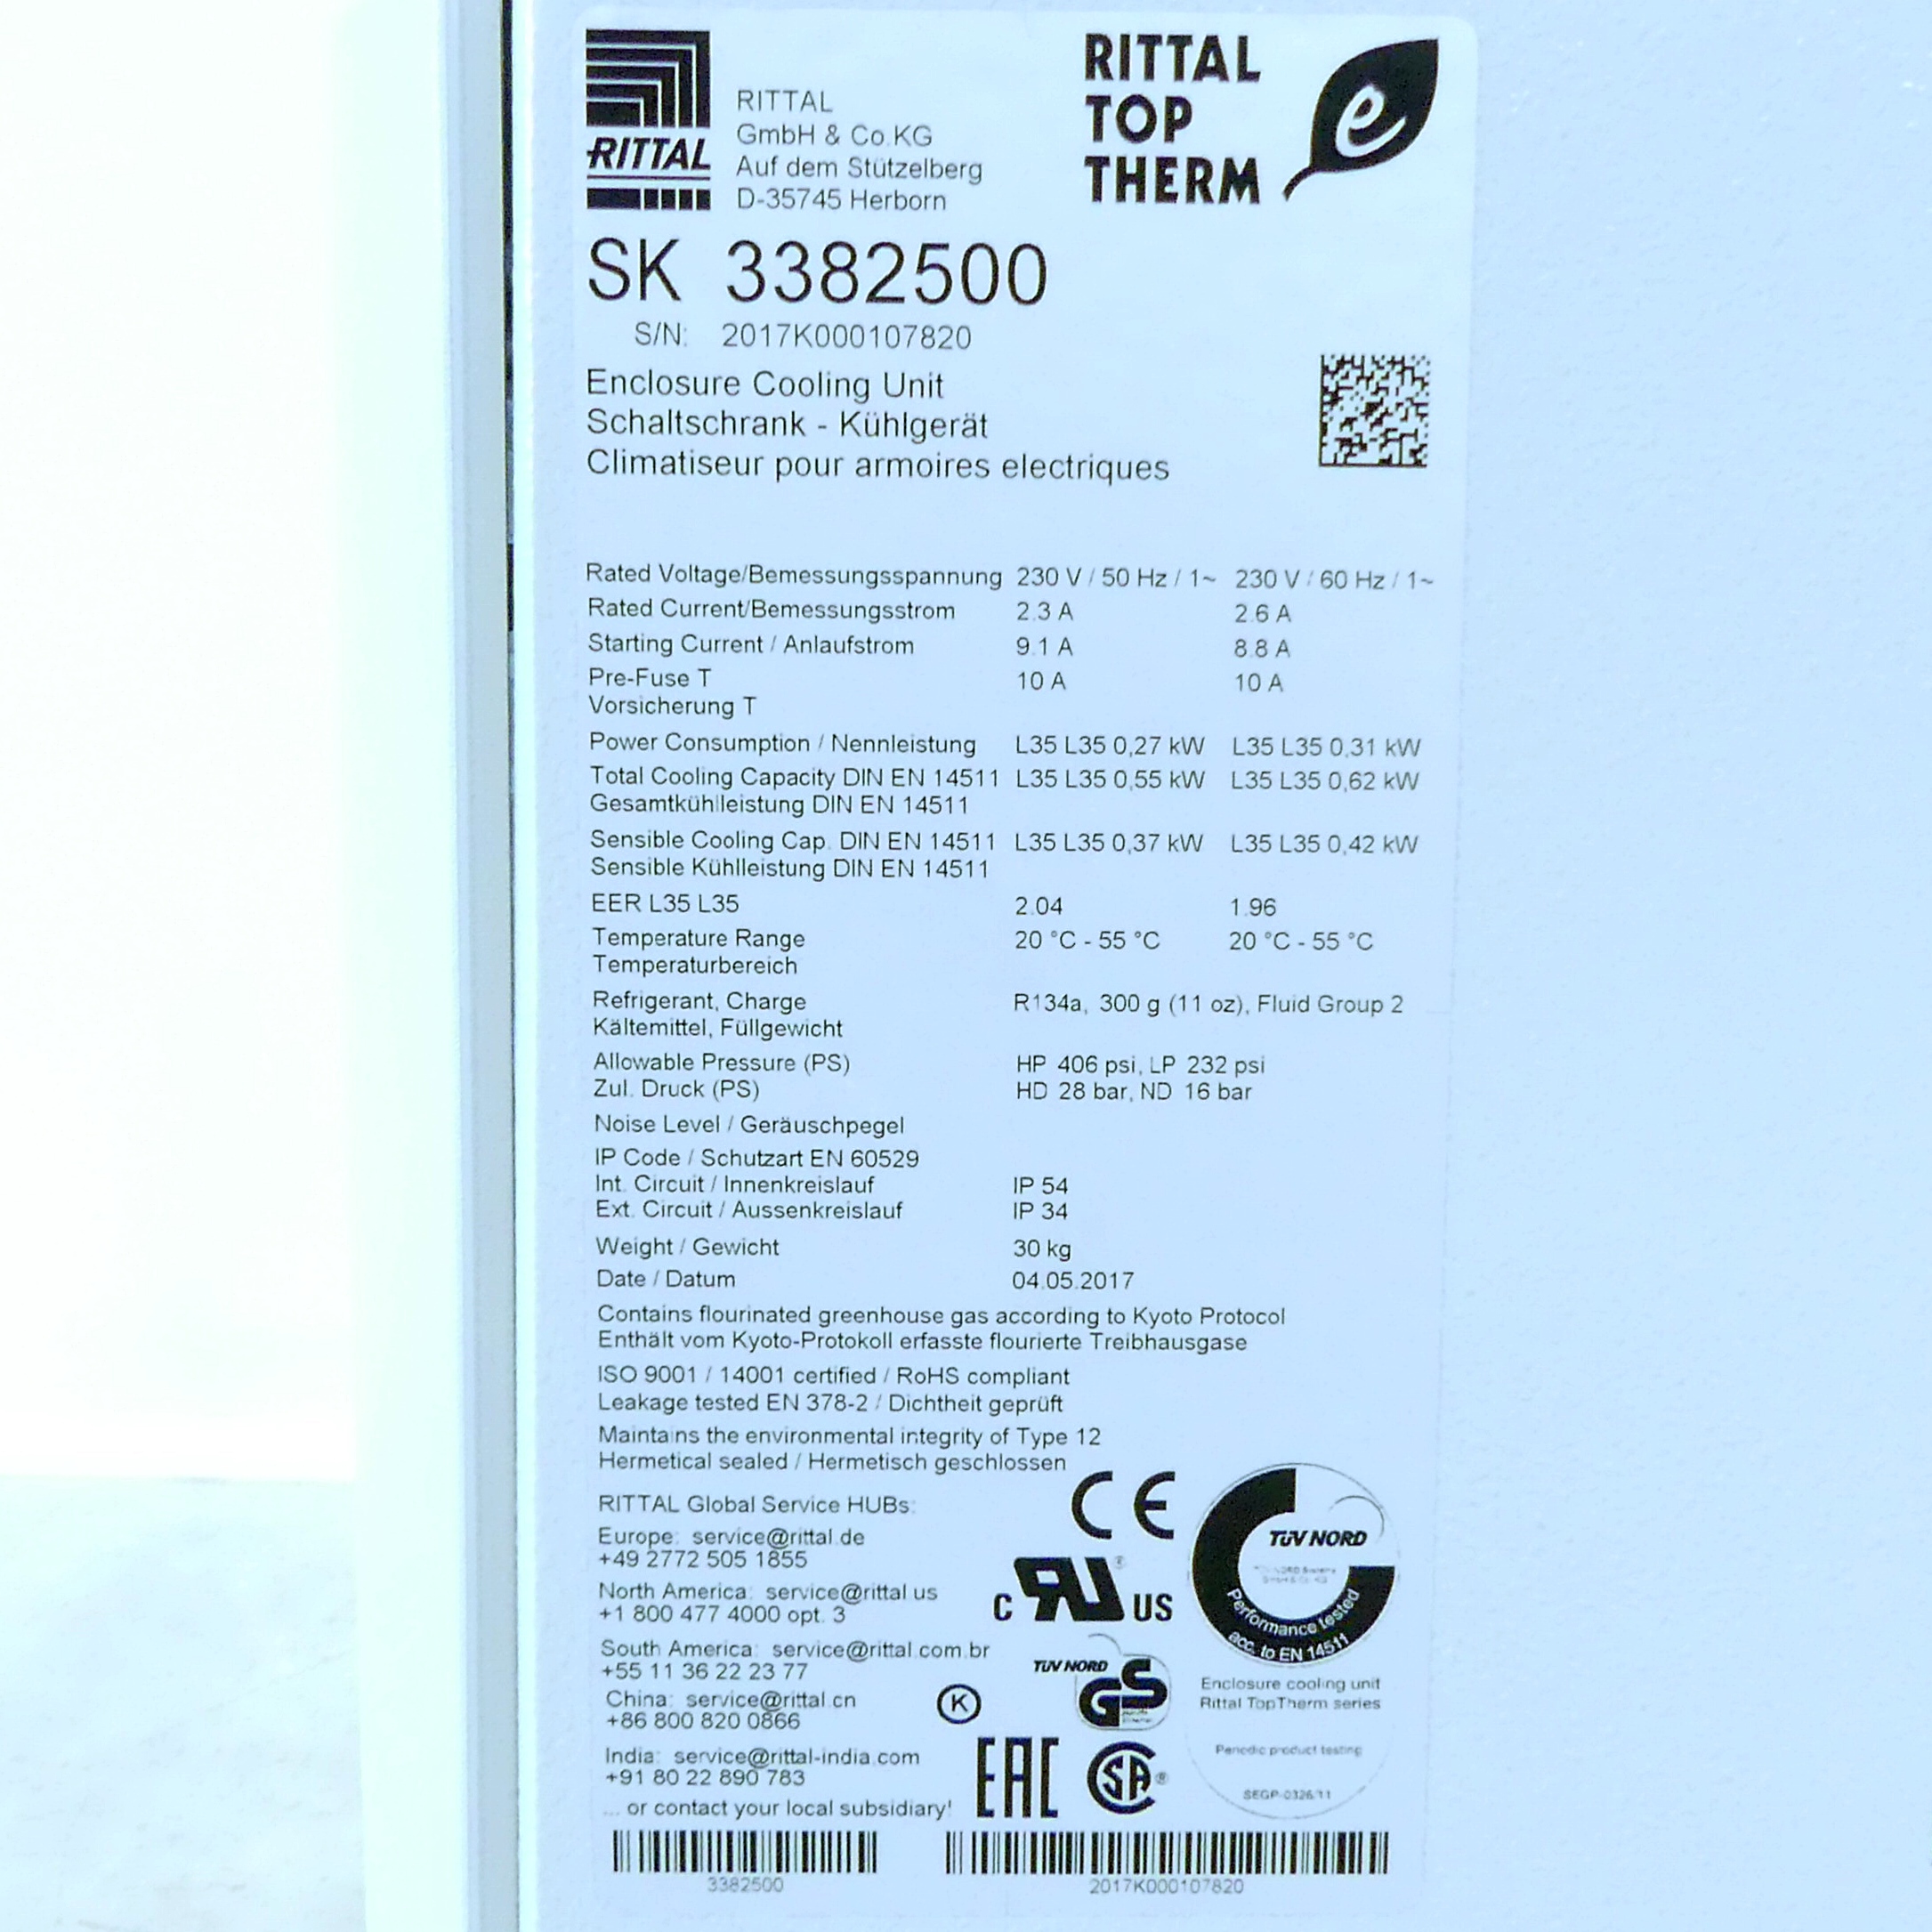 RITTAL
RITTAL
GmbH & Co.KG
Auf dem Stützelberg
D-35745 Herborn
RITTAL
TOP
THERM
e
SK 3382500
S/N: 2017K000107820
Enclosure Cooling Unit
Schaltschrank - Kühlgerät
Climatiseur pour armoires electriques
Rated Voltage/Bemessungsspannung 230 V / 50 Hz / 1~ 230 V / 60 Hz / 1~
Rated Current/Bemessungsstrom 2.3 A 2.6 A
Starting Current / Anlaufstrom 9.1 A 8.8 A
Pre-Fuse T 10 A 10 A
Vorsicherung T
Power Consumption / Nennleistung L35 L35 0,27 kW L35 L35 0,31 kW
Total Cooling Capacity DIN EN 14511 L35 L35 0,55 kW L35 L35 0,62 kW
Gesamtkühlleistung DIN EN 14511
Sensible Cooling Cap. DIN EN 14511 L35 L35 0,37 kW L35 L35 0,42 kW
Sensible Kühlleistung DIN EN 14511
EER L35 L35 2.04 1.96
Temperature Range 20 °C - 55 °C 20 °C - 55 °C
Temperaturbereich
Refrigerant, Charge R134a, 300 g (11 oz), Fluid Group 2
Kältemittel, Füllgewicht
Allowable Pressure (PS) HP 406 psi, LP 232 psi
Zul. Druck (PS) HD 28 bar, ND 16 bar
Noise Level / Geräuschpegel
IP Code / Schutzart EN 60529
Int. Circuit / Innenkreislauf IP 54
Ext. Circuit / Aussenkreislauf IP 34
Weight / Gewicht 30 kg
Date / Datum 04.05.2017
Contains flourinated greenhouse gas according to Kyoto Protocol
Enthält vom Kyoto-Protokoll erfasste flourierte Treibhausgase
ISO 9001 / 14001 certified / RoHS compliant
Leakage tested EN 378-2 / Dichtheit geprüft
Maintains the environmental integrity of Type 12
Hermetical sealed / Hermetisch geschlossen
RITTAL Global Service HUBs:
Europe: service@rittal.de
+49 2772 505 1855
North America: service@rittal.us
+1 800 477 4000 opt. 3
South America: service@rittal.com.br
+55 11 36 22 23 77
China: service@rittal.cn
+86 800 820 0866
India: service@rittal-india.com
+91 80 22 890 783
... or contact your local subsidiary!
CE
C RU ® US
TÜV NORD
GS
K
EAC
SA ®
TÜV NORD
Performance tested
acc. to EN 14511
Enclosure cooling unit
Rittal TopTherm series
Periodic product testing
SEGP-0326/11
3382500
2017K000107820